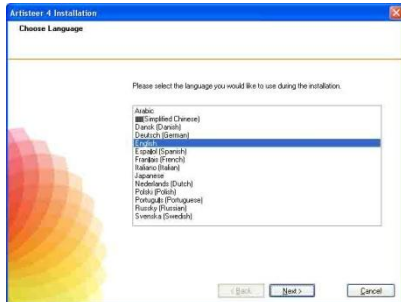 Artisteer 4 Installation
Choose Language
Please select the language you would like to use during the installation.
Arabic
(Simplified Chinese)
Dansk (Danish)
Deutsch (German)
English
Español (Spanish)
Français (French)
Italiano (Italian)
Japanese
Nederlands (Dutch)
Polski (Polish)
Português (Portuguese)
Russky (Russian)
Svenska (Swedish)
< Back
Next >
Cancel